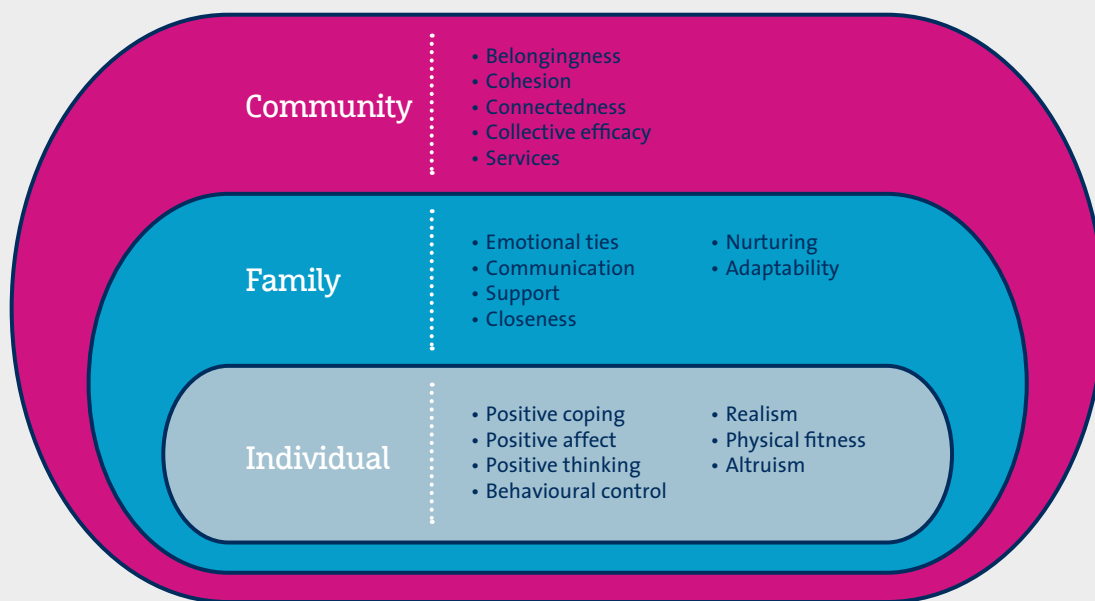 Community
• Belongingness
• Cohesion
• Connectedness
• Collective efficacy
• Services
Family
• Emotional ties
• Communication
• Support
• Closeness
• Nurturing
• Adaptability
Individual
• Positive coping
• Positive affect
• Positive thinking
• Behavioural control
• Realism
• Physical fitness
• Altruism